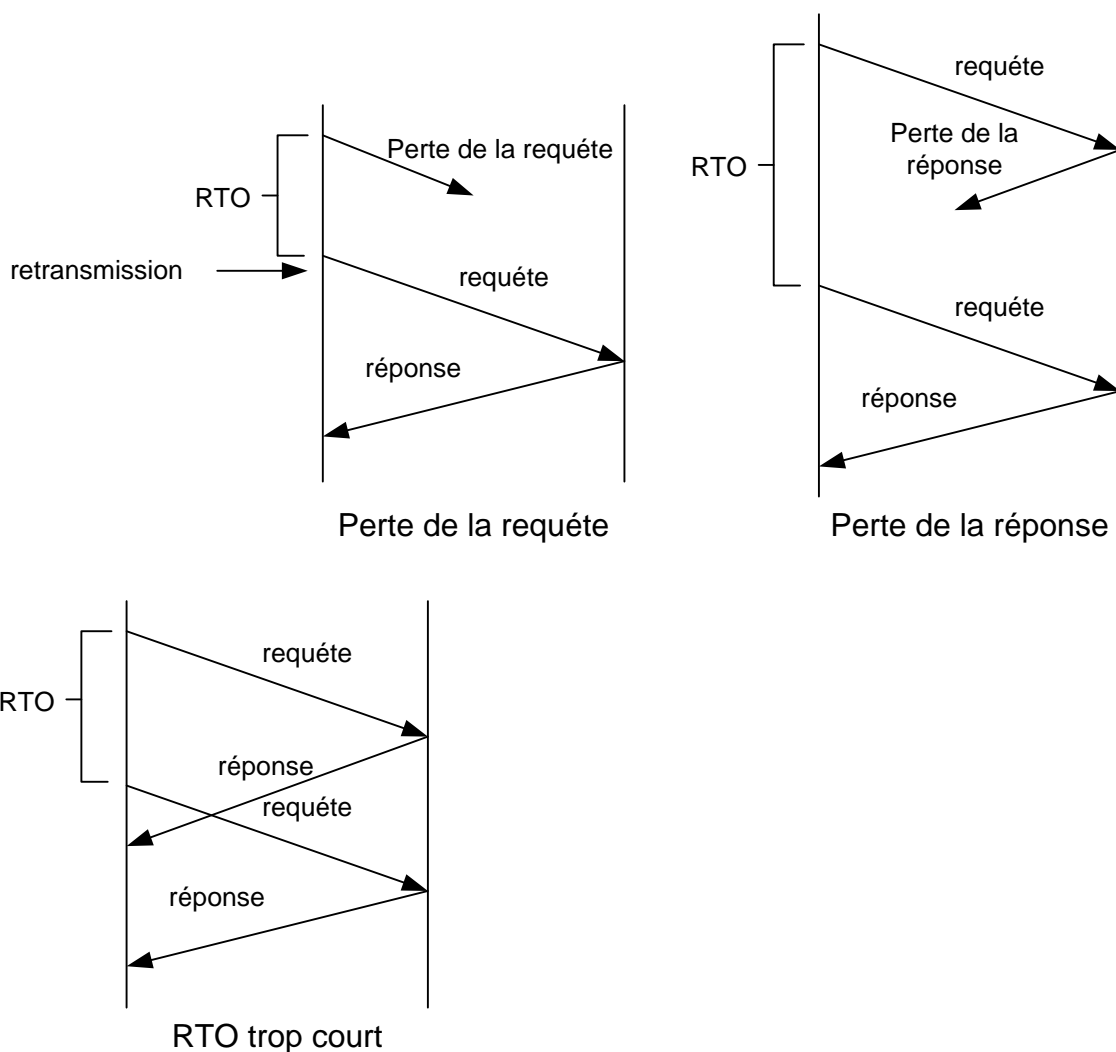 Perte de la requéte
RTO
retransmission
requéte
réponse
Perte de la requéte
requéte
Perte de la
réponse
RTO
requéte
réponse
Perte de la réponse
requéte
RTO
réponse
requéte
réponse
RTO trop court